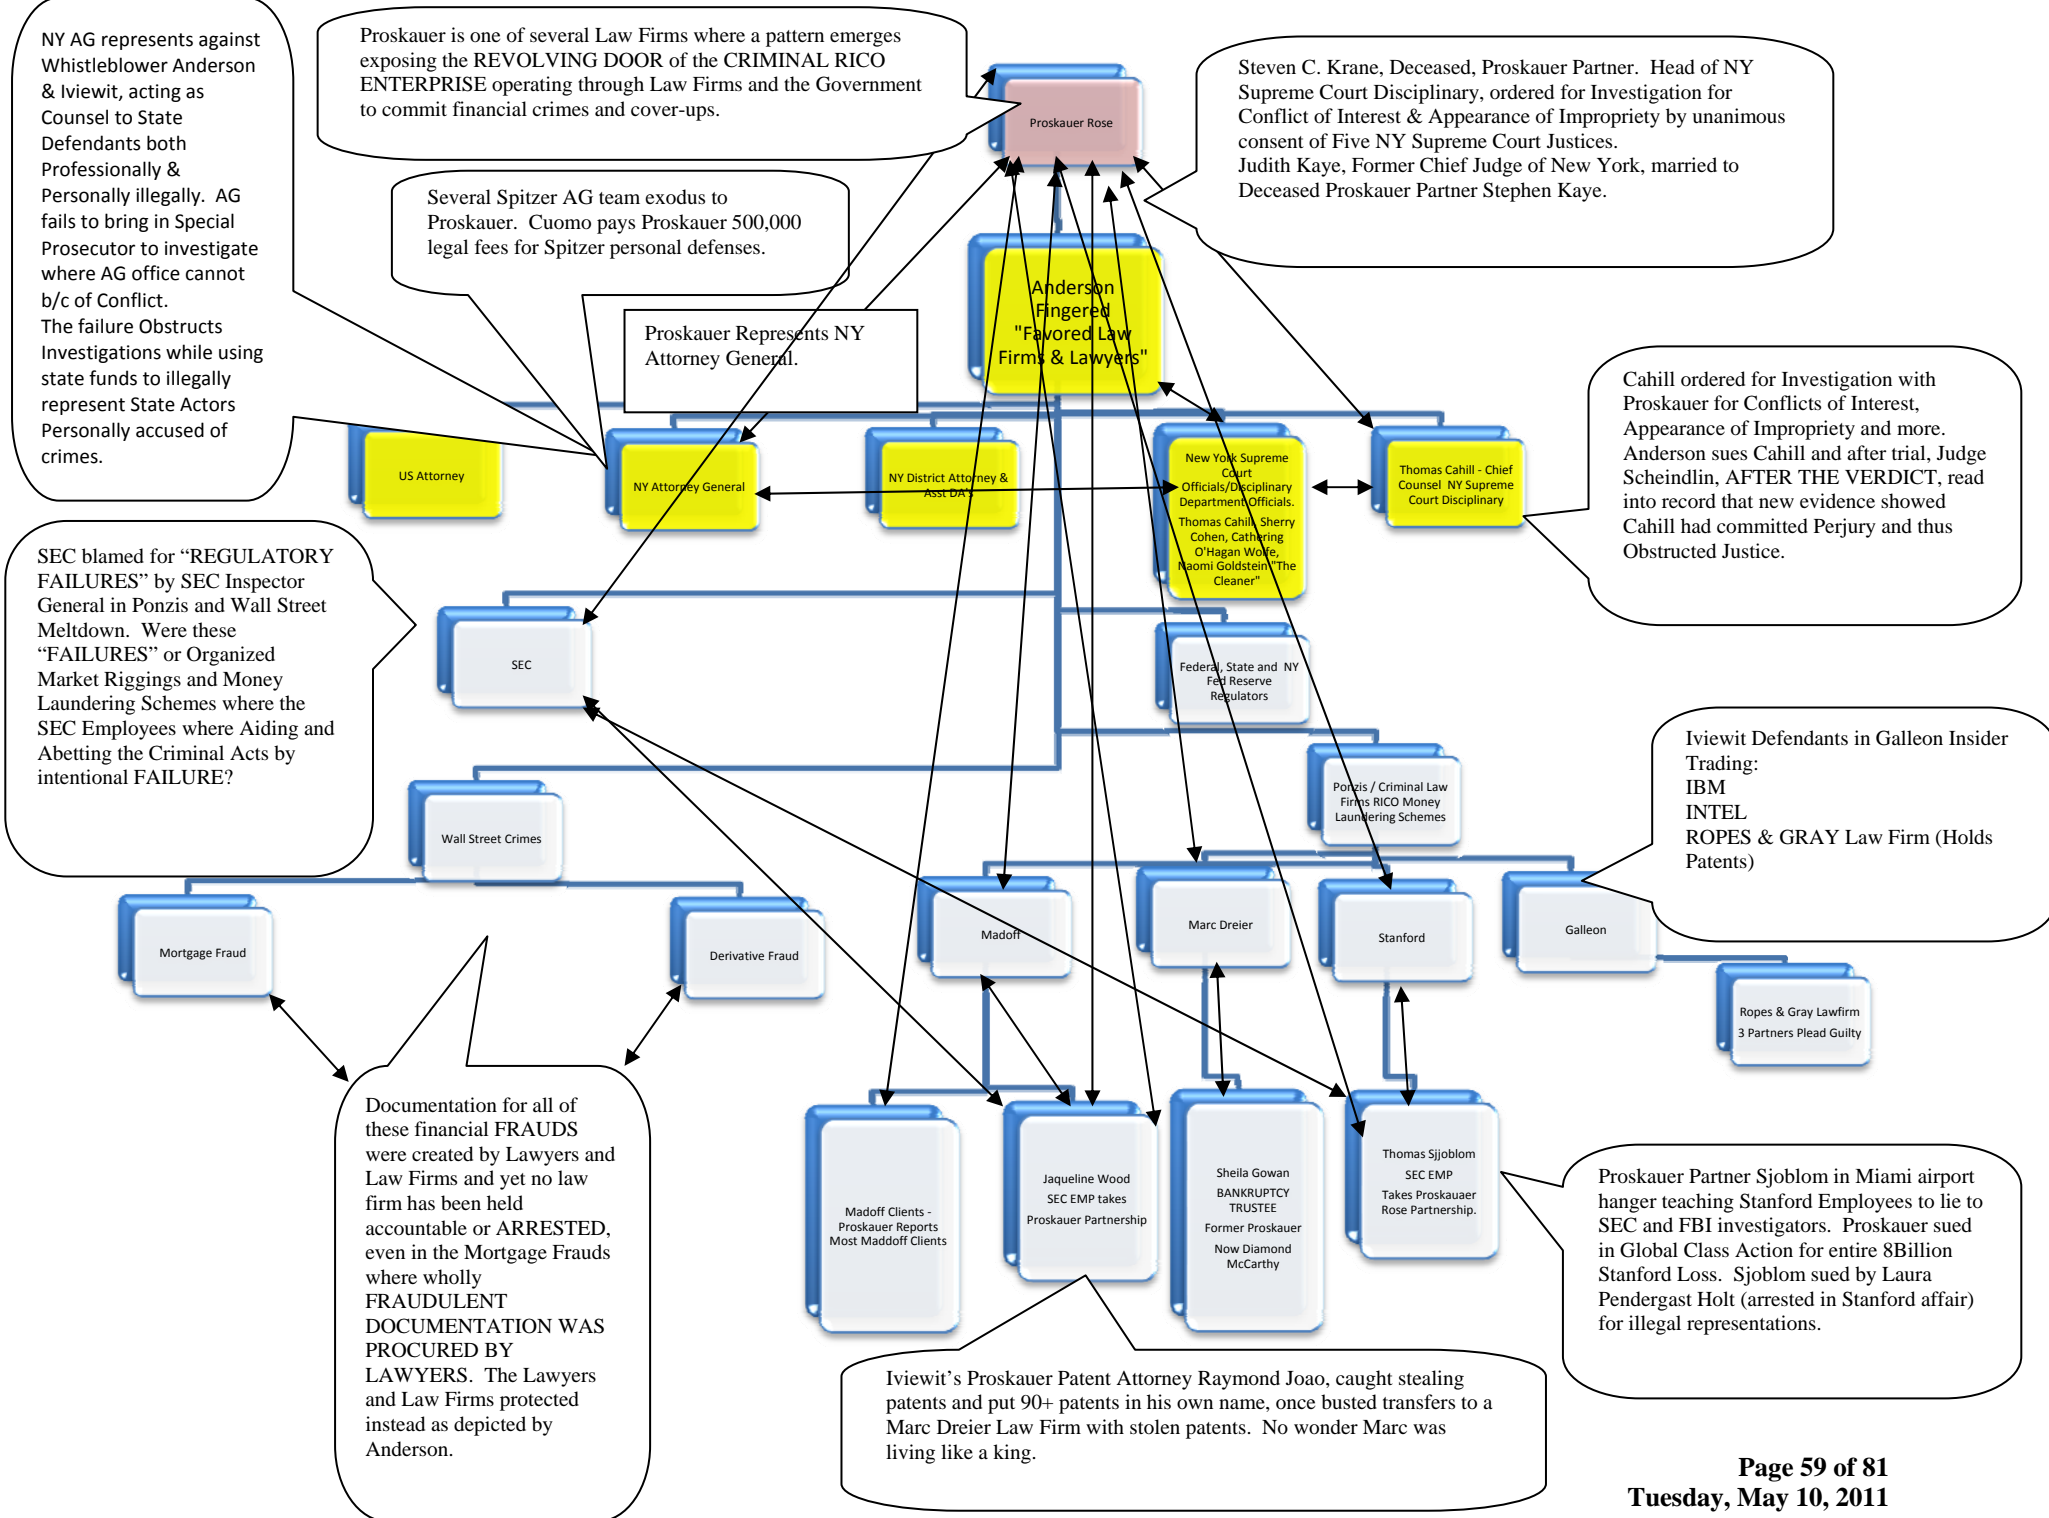 NY AG represents against
Whistleblower Anderson
& Iviewit, acting as
Counsel to State
Defendants both
Professionally &
Personally illegally.  AG
fails to bring in Special
Prosecutor to investigate
where AG office cannot
b/c of Conflict.
The failure Obstructs
Investigations while using
state funds to illegally
represent State Actors
Personally accused of
crimes.
Proskauer is one of several Law Firms where a pattern emerges
exposing the REVOLVING DOOR of the CRIMINAL RICO
ENTERPRISE operating through Law Firms and the Government
to commit financial crimes and cover-ups.
Proskauer Rose
Steven C. Krane, Deceased, Proskauer Partner.  Head of NY
Supreme Court Disciplinary, ordered for Investigation for
Conflict of Interest & Appearance of Impropriety by unanimous
consent of Five NY Supreme Court Justices.
Judith Kaye, Former Chief Judge of New York, married to
Deceased Proskauer Partner Stephen Kaye.
Several Spitzer AG team exodus to
Proskauer.  Cuomo pays Proskauer 500,000
legal fees for Spitzer personal defenses.
Proskauer Represents NY
Attorney General.
Anderson
Fingered
"Favored Law
Firms & Lawyers"
Cahill ordered for Investigation with
Proskauer for Conflicts of Interest,
Appearance of Impropriety and more.
Anderson sues Cahill and after trial, Judge
Scheindlin, AFTER THE VERDICT, read
into record that new evidence showed
Cahill had committed Perjury and thus
Obstructed Justice.
US Attorney
NY Attorney General
NY District Attorney &
Asst DA's
New York Supreme
Court
Officials/Disciplinary
Department Officials.
Thomas Cahill, Sherry
Cohen, Cathering
O'Hagan Wolfe,
Naomi Goldstein "The
Cleaner"
Thomas Cahill - Chief
Counsel  NY Supreme
Court Disciplinary
SEC blamed for “REGULATORY
FAILURES” by SEC Inspector
General in Ponzis and Wall Street
Meltdown.  Were these
“FAILURES” or Organized
Market Riggings and Money
Laundering Schemes where the
SEC Employees where Aiding and
Abetting the Criminal Acts by
intentional FAILURE?
SEC
Federal, State and  NY
Fed Reserve
Regulators
Wall Street Crimes
Ponzis / Criminal Law
Firms RICO Money
Laundering Schemes
Iviewit Defendants in Galleon Insider
Trading:
IBM
INTEL
ROPES & GRAY Law Firm (Holds
Patents)
Mortgage Fraud
Derivative Fraud
Madoff
Marc Dreier
Stanford
Galleon
Ropes & Gray Lawfirm
3 Partners Plead Guilty
Documentation for all of
these financial FRAUDS
were created by Lawyers and
Law Firms and yet no law
firm has been held
accountable or ARRESTED,
even in the Mortgage Frauds
where wholly
FRAUDULENT
DOCUMENTATION WAS
PROCURED BY
LAWYERS.  The Lawyers
and Law Firms protected
instead as depicted by
Anderson.
Madoff Clients -
Proskauer Reports
Most Maddoff Clients
Jaqueline Wood
SEC EMP takes
Proskauer Partnership
Sheila Gowan
BANKRUPTCY
TRUSTEE
Former Proskauer
Now Diamond
McCarthy
Thomas Sjjoblom
SEC EMP
Takes Proskauaer
Rose Partnership.
Proskauer Partner Sjoblom in Miami airport
hanger teaching Stanford Employees to lie to
SEC and FBI investigators.  Proskauer sued
in Global Class Action for entire 8Billion
Stanford Loss.  Sjoblom sued by Laura
Pendergast Holt (arrested in Stanford affair)
for illegal representations.
Iviewit’s Proskauer Patent Attorney Raymond Joao, caught stealing
patents and put 90+ patents in his own name, once busted transfers to a
Marc Dreier Law Firm with stolen patents.  No wonder Marc was
living like a king.
Page 59 of 81
Tuesday, May 10, 2011